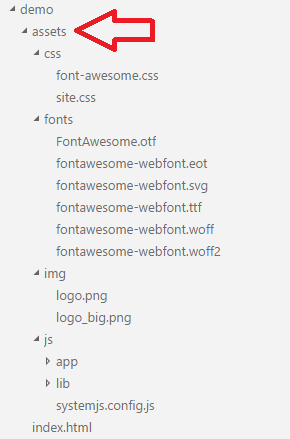 demo
assets
css
font-awesome.css
site.css
fonts
FontAwesome.otf
fontawesome-webfont.eot
fontawesome-webfont.svg
fontawesome-webfont.ttf
fontawesome-webfont.woff
fontawesome-webfont.woff2
img
logo.png
logo_big.png
js
app
lib
systemjs.config.js
index.html